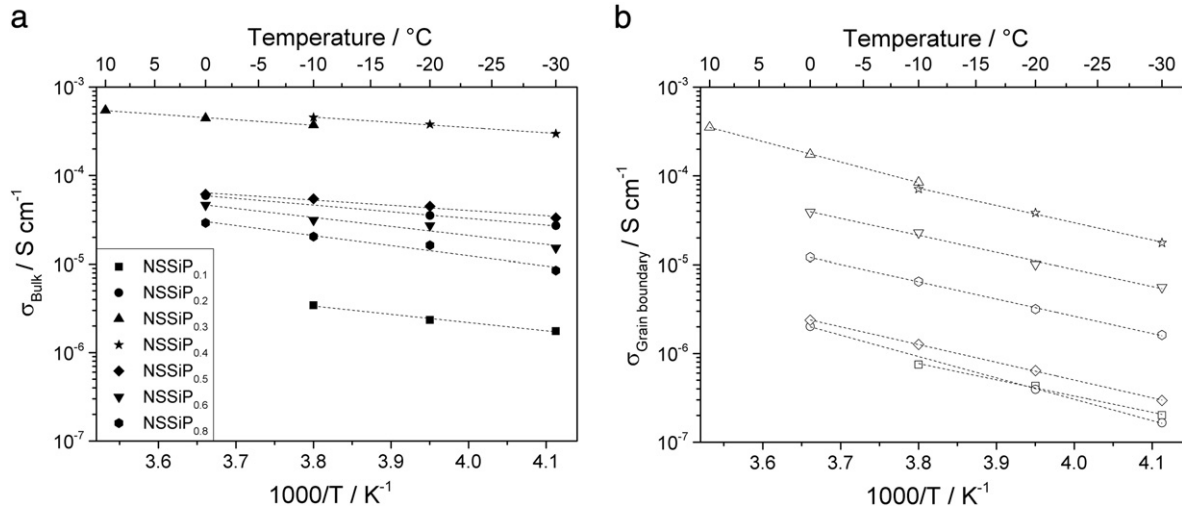 a
Temperature / °C
10 5 0 -5 -10 -15 -20 -25 -30
10⁻³
10⁻⁴
10⁻⁵
10⁻⁶
10⁻⁷
σBulk / S cm⁻¹
NSSiP0.1
NSSiP0.2
NSSiP0.3
NSSiP0.4
NSSiP0.5
NSSiP0.6
NSSiP0.8
3.6 3.7 3.8 3.9 4.0 4.1
1000/T / K⁻¹
b
Temperature / °C
10 5 0 -5 -10 -15 -20 -25 -30
10⁻³
10⁻⁴
10⁻⁵
10⁻⁶
10⁻⁷
σGrain boundary / S cm⁻¹
3.6 3.7 3.8 3.9 4.0 4.1
1000/T / K⁻¹